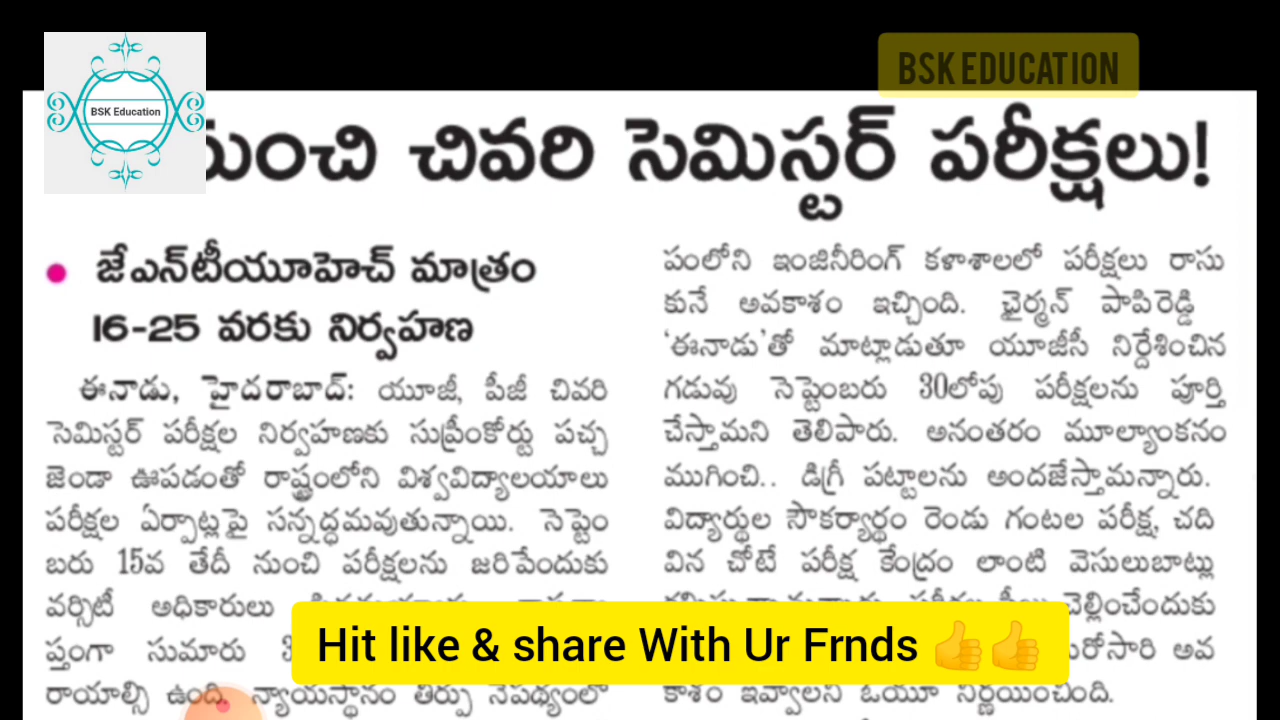 BSK Education
BSK EDUCATION
నుంచి చివరి సెమిస్టర్ పరీక్షలు!
• జేఎన్‌టీయూహెచ్ మాత్రం
16-25 వరకు నిర్వహణ
ఈనాడు, హైదరాబాద్: యూజీ, పీజీ చివరి
సెమిస్టర్ పరీక్షల నిర్వహణకు సుప్రీంకోర్టు పచ్చ
జెండా ఊపడంతో రాష్ట్రంలోని విశ్వవిద్యాలయాలు
పరీక్షల ఏర్పాట్లపై సన్నద్ధమవుతున్నాయి. సెప్టెం
బరు 15వ తేదీ నుంచి పరీక్షలను జరిపేందుకు
వర్సిటీ అధికారులు
ప్తంగా సుమారు 3
రాయాల్సి ఉంది. న్యాయస్థానం తీర్పు నేపథ్యంలో
పంలోని ఇంజినీరింగ్ కళాశాలలో పరీక్షలు రాసు
కునే అవకాశం ఇచ్చింది. ఛైర్మన్ పాపిరెడ్డి
'ఈనాడు'తో మాట్లాడుతూ యూజీసీ నిర్దేశించిన
గడువు సెప్టెంబరు 30లోపు పరీక్షలను పూర్తి
చేస్తామని తెలిపారు. అనంతరం మూల్యాంకనం
ముగించి.. డిగ్రీ పట్టాలను అందజేస్తామన్నారు.
విద్యార్థుల సౌకర్యార్థం రెండు గంటల పరీక్ష, చది
విన చోటే పరీక్ష కేంద్రం లాంటి వెసులుబాట్లు
చెల్లించేందుకు
మరోసారి అవ
కాశం ఇవ్వాలని ఓయూ నిర్ణయించింది.
Hit like & share With Ur Frnds 👍👍